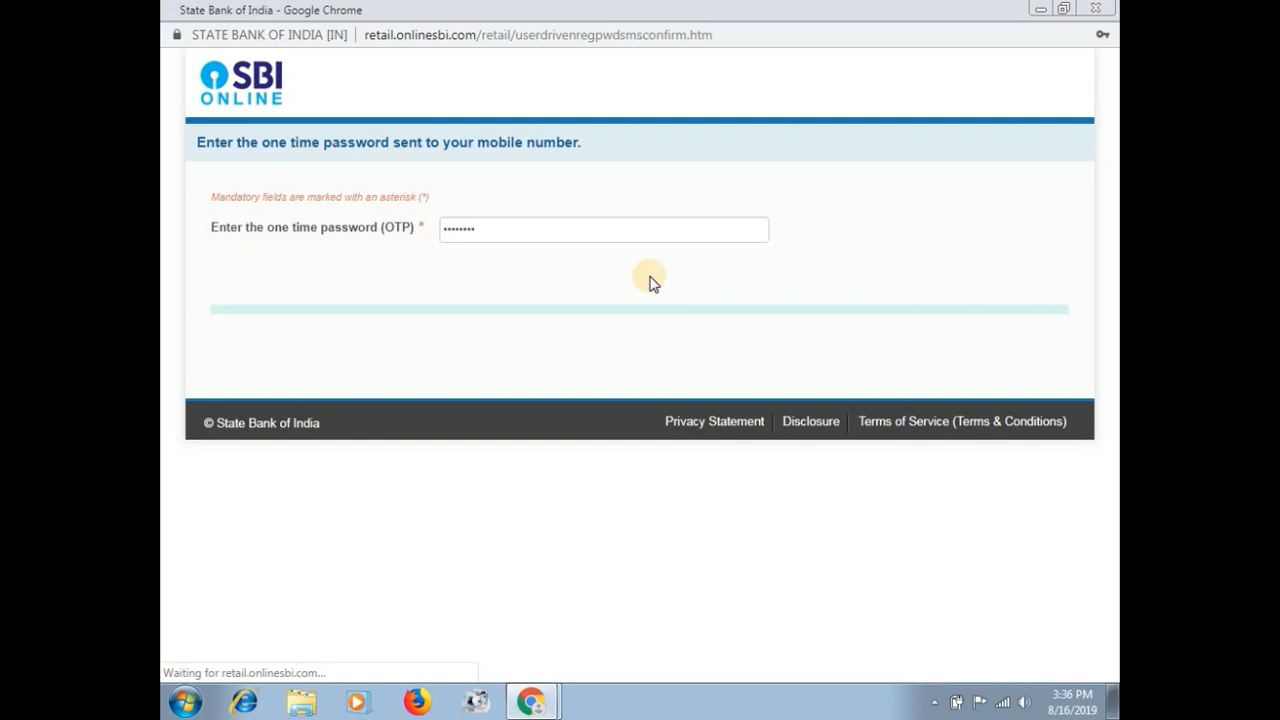 State Bank of India - Google Chrome
STATE BANK OF INDIA [IN] | retail.onlinesbi.com/retail/userdrivenregpwdsmsconfirm.htm
SBI
ONLINE
Enter the one time password sent to your mobile number.
Mandatory fields are marked with an asterisk (*)
Enter the one time password (OTP) * ••••••••
© State Bank of India Privacy Statement Disclosure Terms of Service (Terms & Conditions)
Waiting for retail.onlinesbi.com...
3:36 PM
8/16/2019